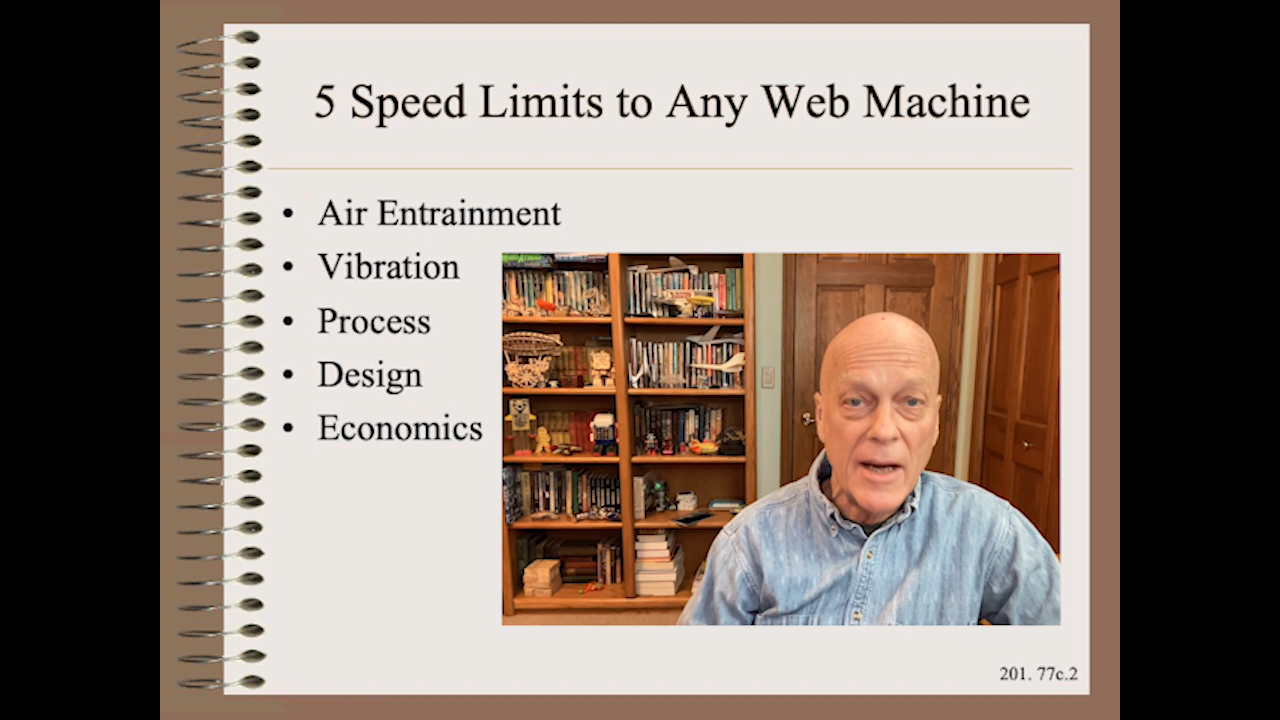 5 Speed Limits to Any Web Machine
• Air Entrainment
• Vibration
• Process
• Design
• Economics
201. 77c.2